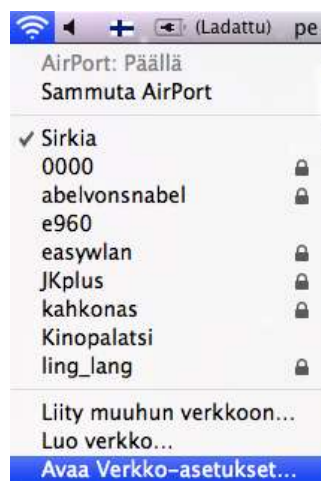 (Ladattu) pe
AirPort: Päällä
Sammuta AirPort
Sirkia
0000
abelvonsnabel
e960
easywlan
JKplus
kahkonas
Kinopalatsi
ling_lang
Liity muuhun verkkoon...
Luo verkko...
Avaa Verkko-asetukset...